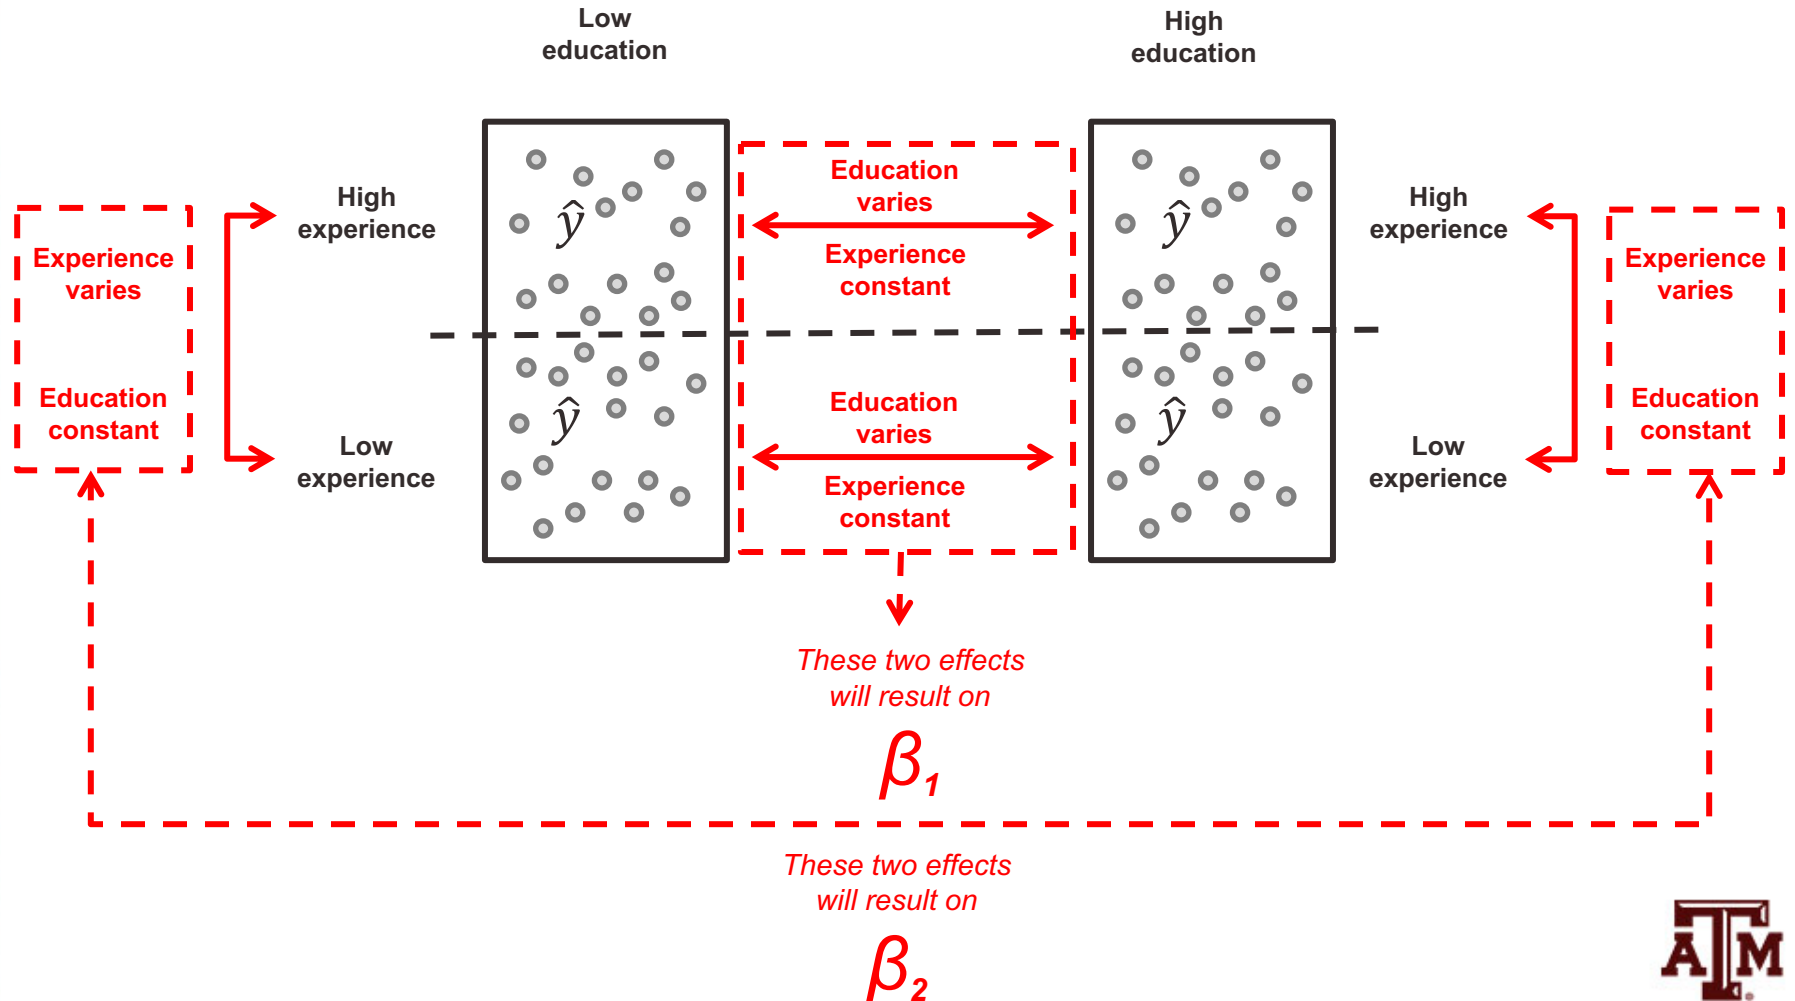 Low
education
High
education
High
experience
Low
experience
Experience
varies
Education
constant
ŷ
ŷ
Education
varies
Experience
constant
Education
varies
Experience
constant
ŷ
ŷ
High
experience
Low
experience
Experience
varies
Education
constant
These two effects
will result on
β1
These two effects
will result on
β2
ATM